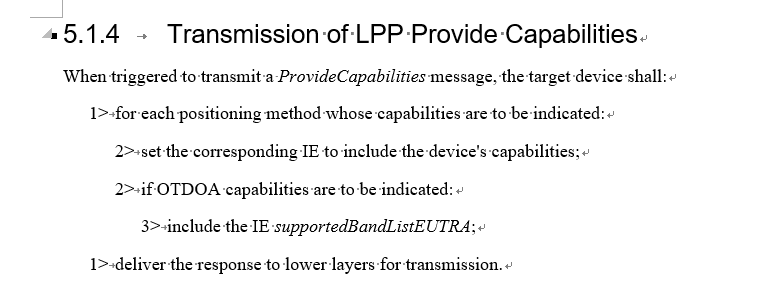 5.1.4 Transmission of LPP Provide Capabilities
When triggered to transmit a ProvideCapabilities message, the target device shall:
1> for each positioning method whose capabilities are to be indicated:
2> set the corresponding IE to include the device's capabilities;
2> if OTDOA capabilities are to be indicated:
3> include the IE supportedBandListEUTRA;
1> deliver the response to lower layers for transmission.